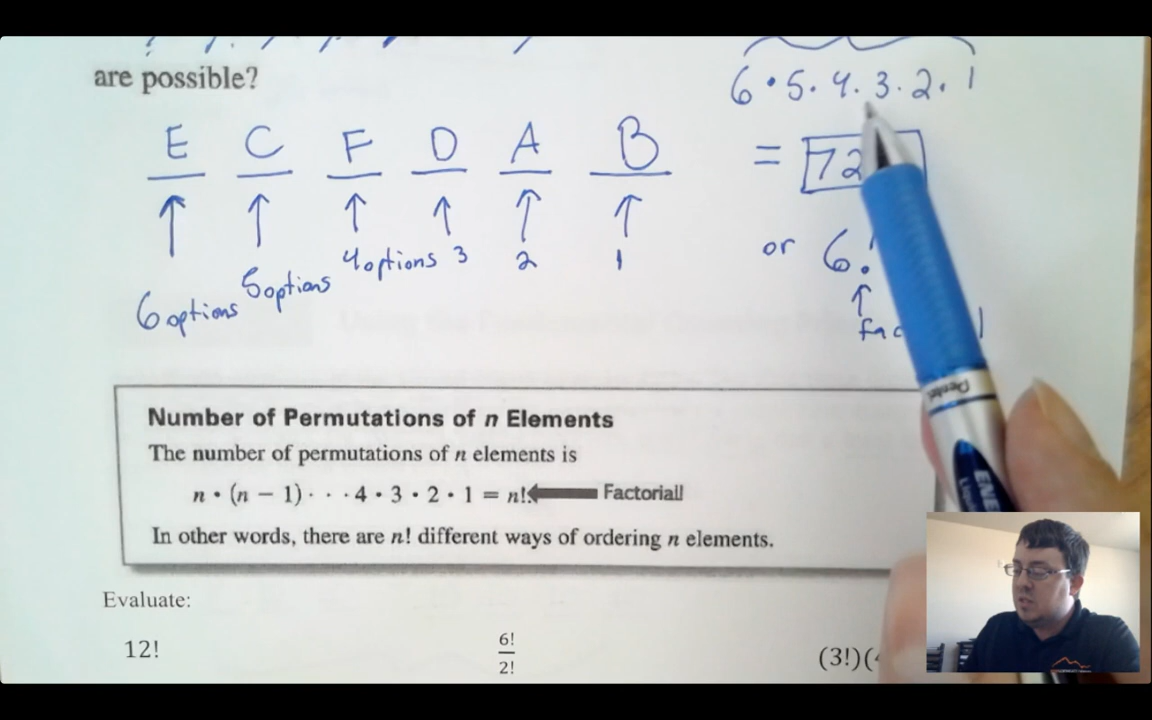 are possible?
6 • 5 . 4 . 3 . 2 . 1
E C F D A B
= 72
6 options 5 options 4 options 3 2 1
or 6!
Number of Permutations of n Elements
The number of permutations of n elements is
n • (n − 1) · · · 4 • 3 • 2 • 1 = n! Factorial!
In other words, there are n! different ways of ordering n elements.
Evaluate:
12! 6!/2! (3!)(